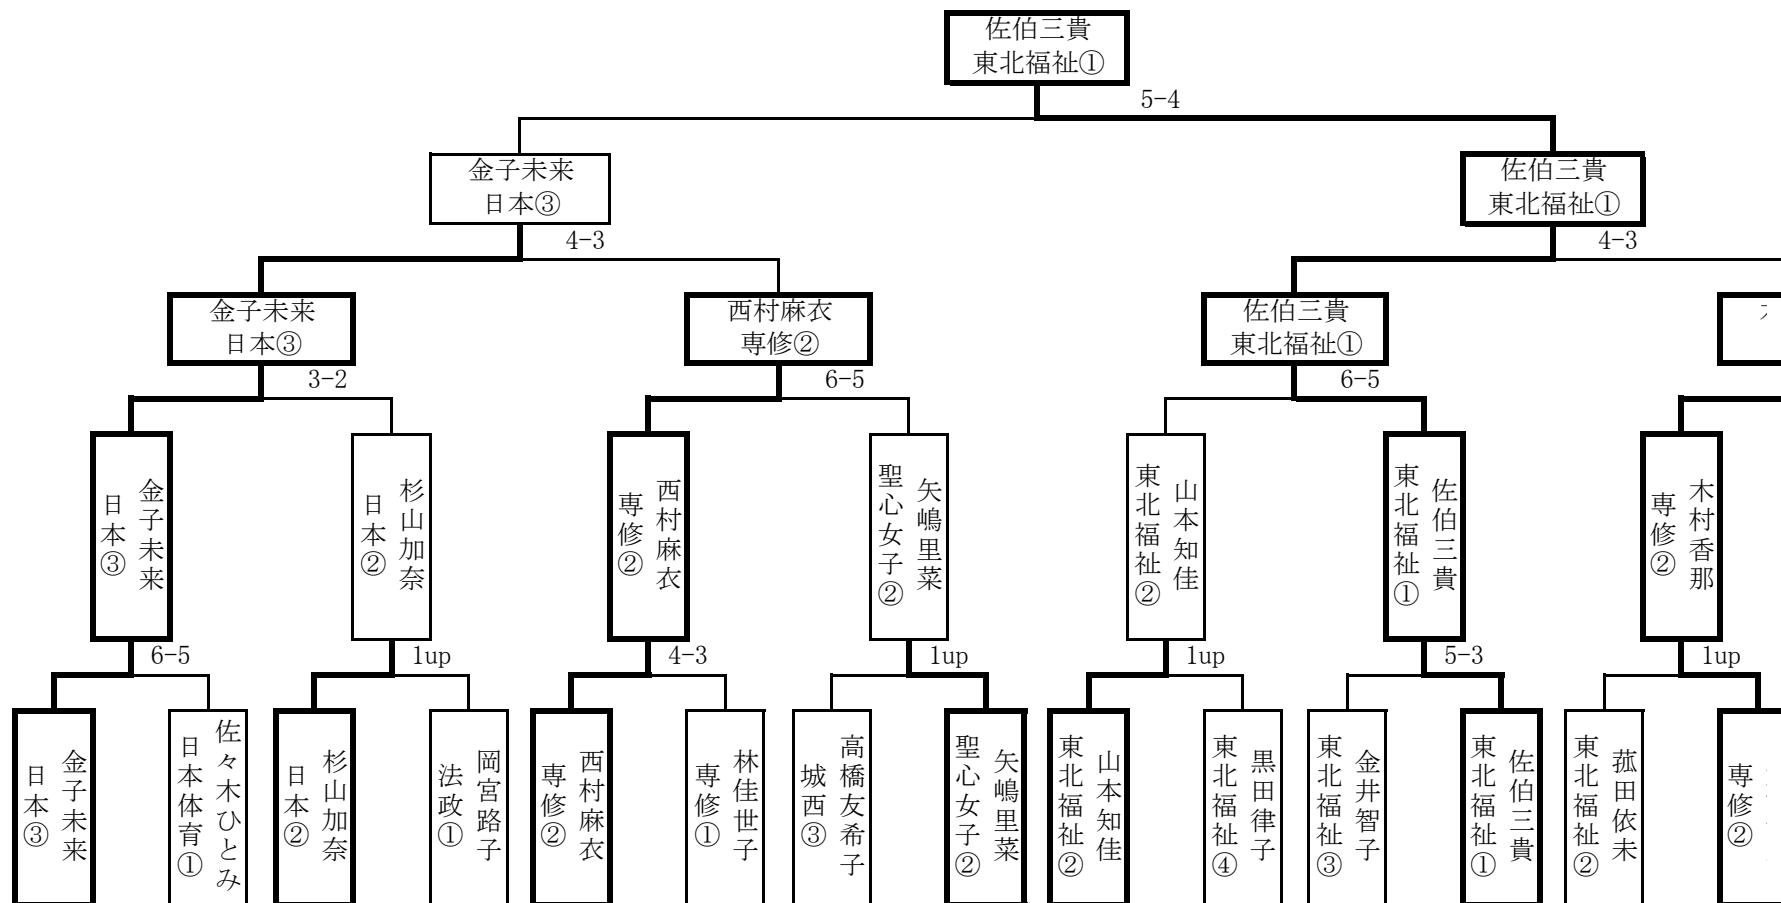 佐伯三貴
東北福祉①
5-4
金子未来
日本③
佐伯三貴
東北福祉①
4-3
4-3
金子未来
日本③
西村麻衣
専修②
佐伯三貴
東北福祉①
3-2
6-5
6-5
金子未来
日本③
杉山加奈
日本②
西村麻衣
専修②
矢嶋里菜
聖心女子②
山本知佳
東北福祉②
佐伯三貴
東北福祉①
木村香那
専修②
6-5
1up
4-3
1up
1up
5-3
1up
金子未来
日本③
佐々木ひとみ
日本体育①
杉山加奈
日本②
岡宮路子
法政①
西村麻衣
専修②
林佳世子
専修①
高橋友希子
城西③
矢嶋里菜
聖心女子②
山本知佳
東北福祉②
黒田律子
東北福祉④
金井智子
東北福祉③
佐伯三貴
東北福祉①
菰田依未
東北福祉②
専修②